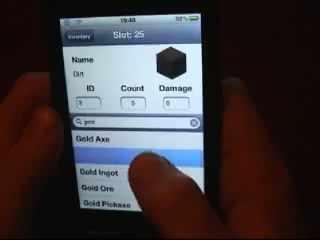 19:40
92%
Inventory
Slot: 25
Name
Dirt
ID
Count
Damage
0
gold
Gold Axe
Gold Ingot
Gold Ore
Gold Pickaxe